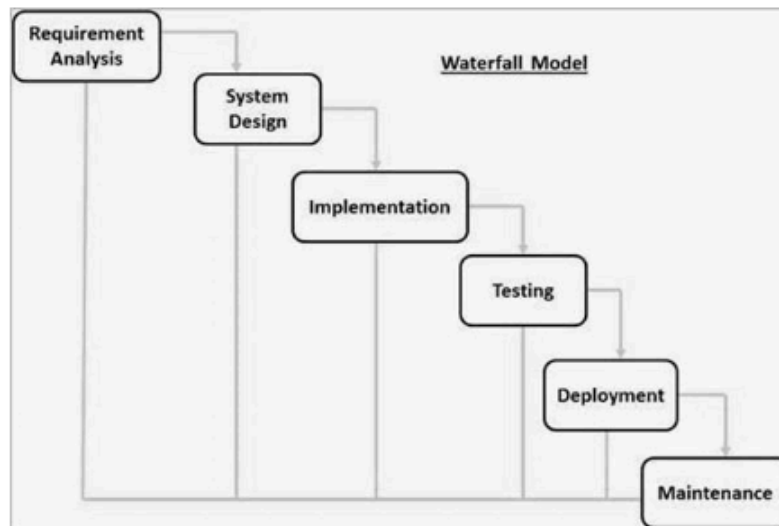 Requirement
Analysis
Waterfall Model
System
Design
Implementation
Testing
Deployment
Maintenance